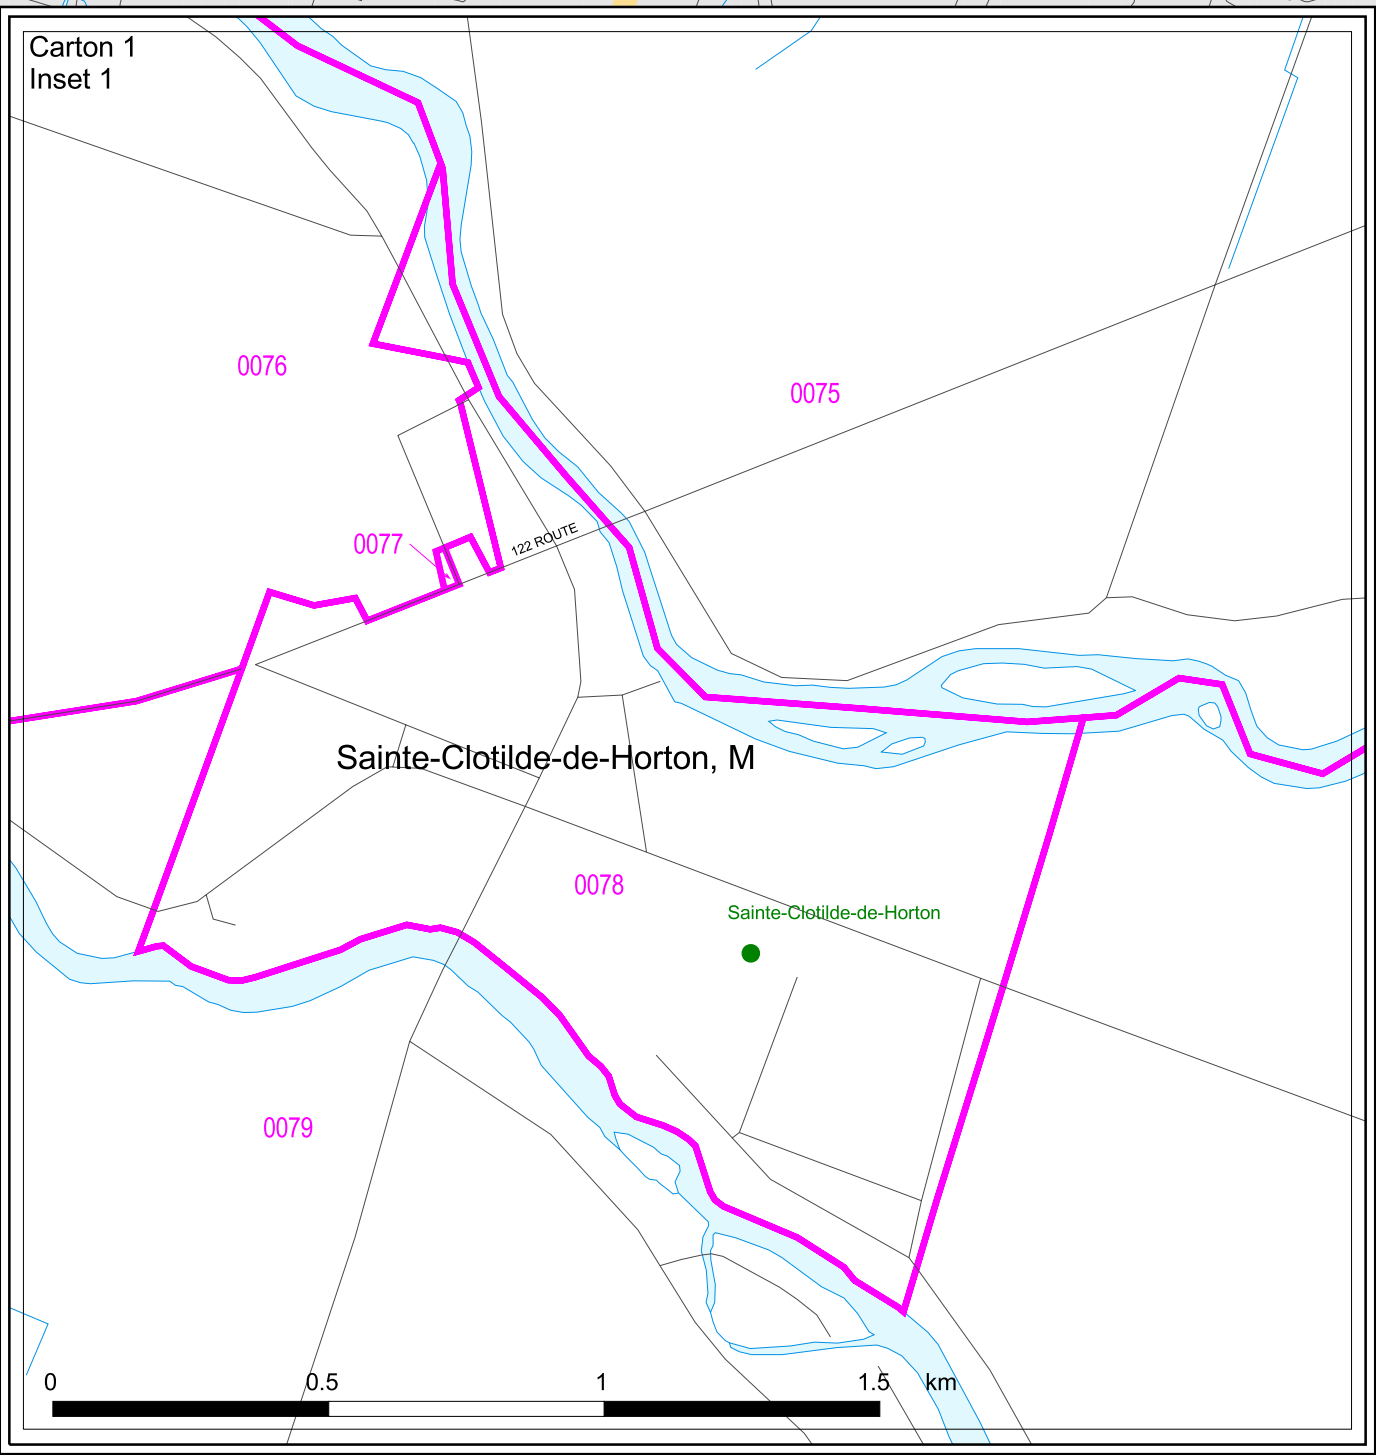 Carton 1
Inset 1
0076
0075
0077
122 ROUTE
Sainte-Clotilde-de-Horton, M
0078
Sainte-Clotilde-de-Horton
0079
0 0.5 1 1.5 km